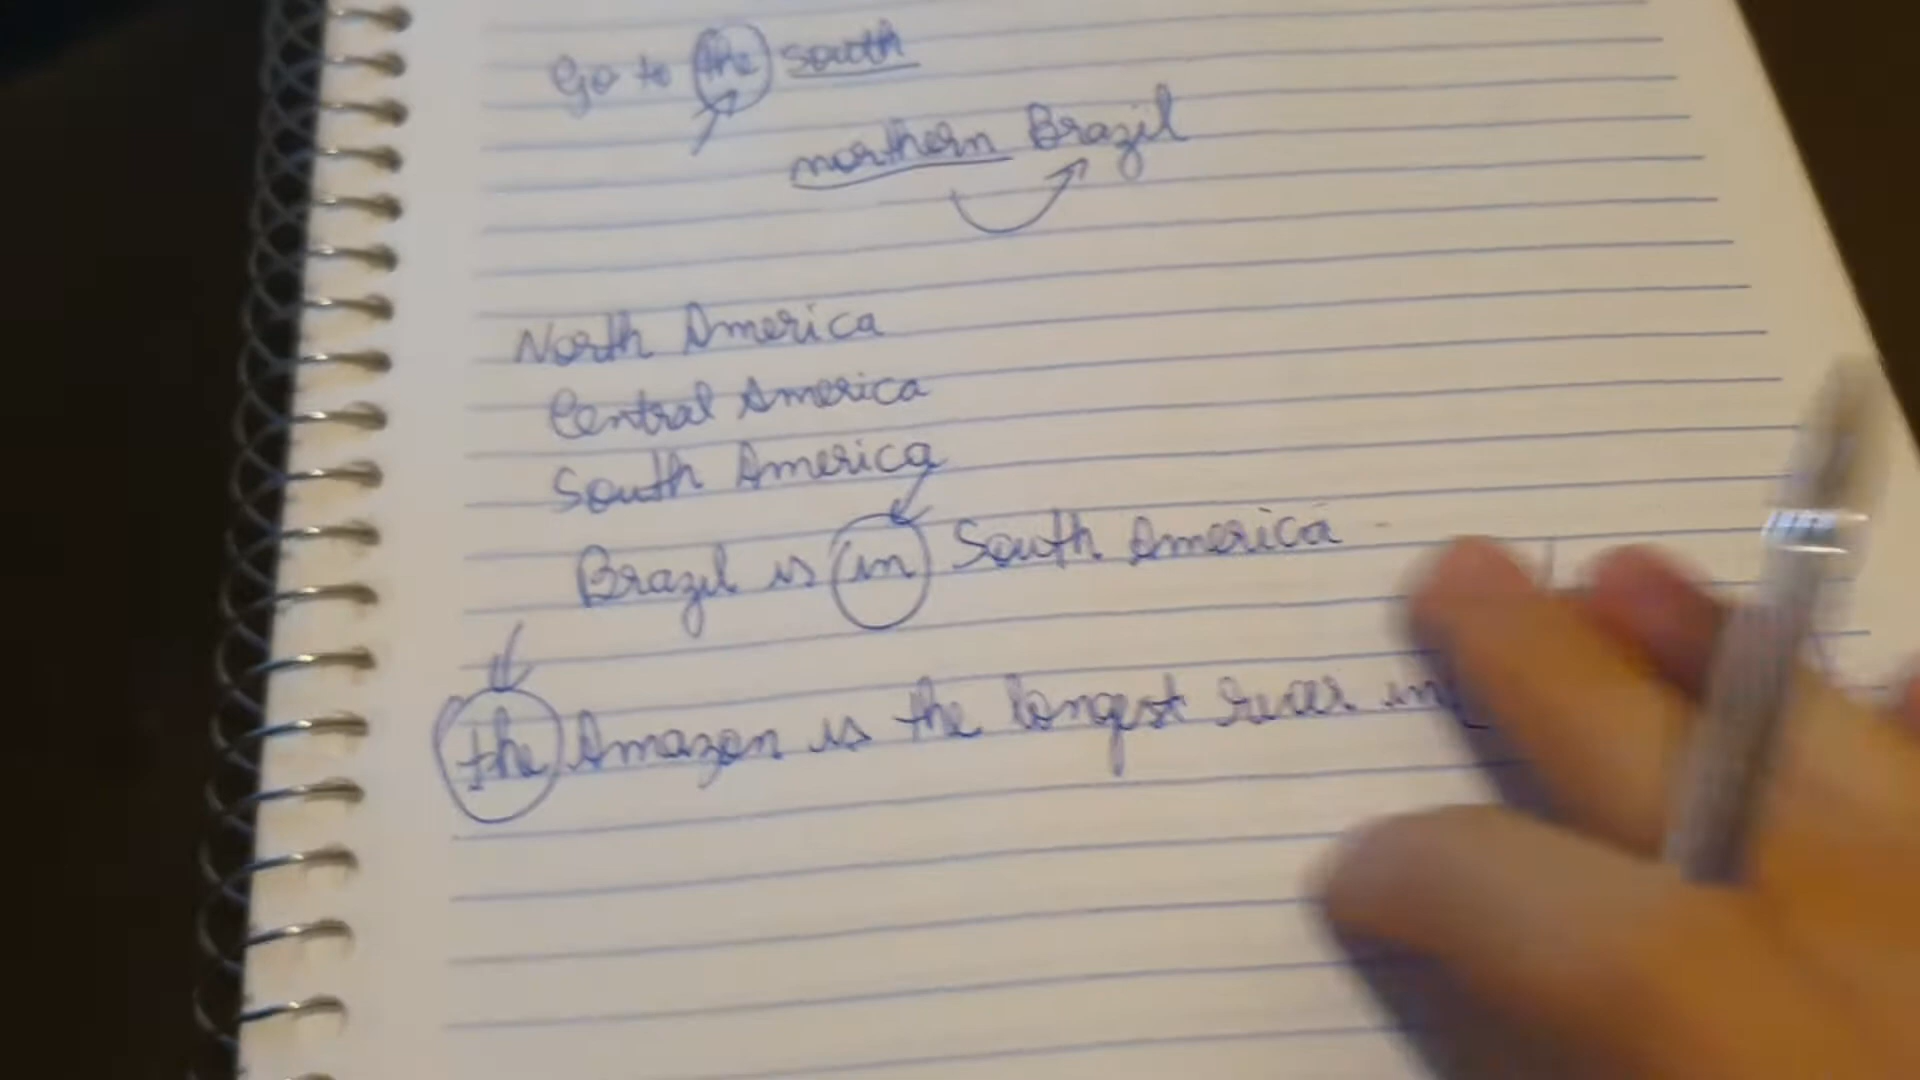 Go to the south
northern Brazil
North America
Central America
South America
Brazil is in South America
the Amazon is the longest river in